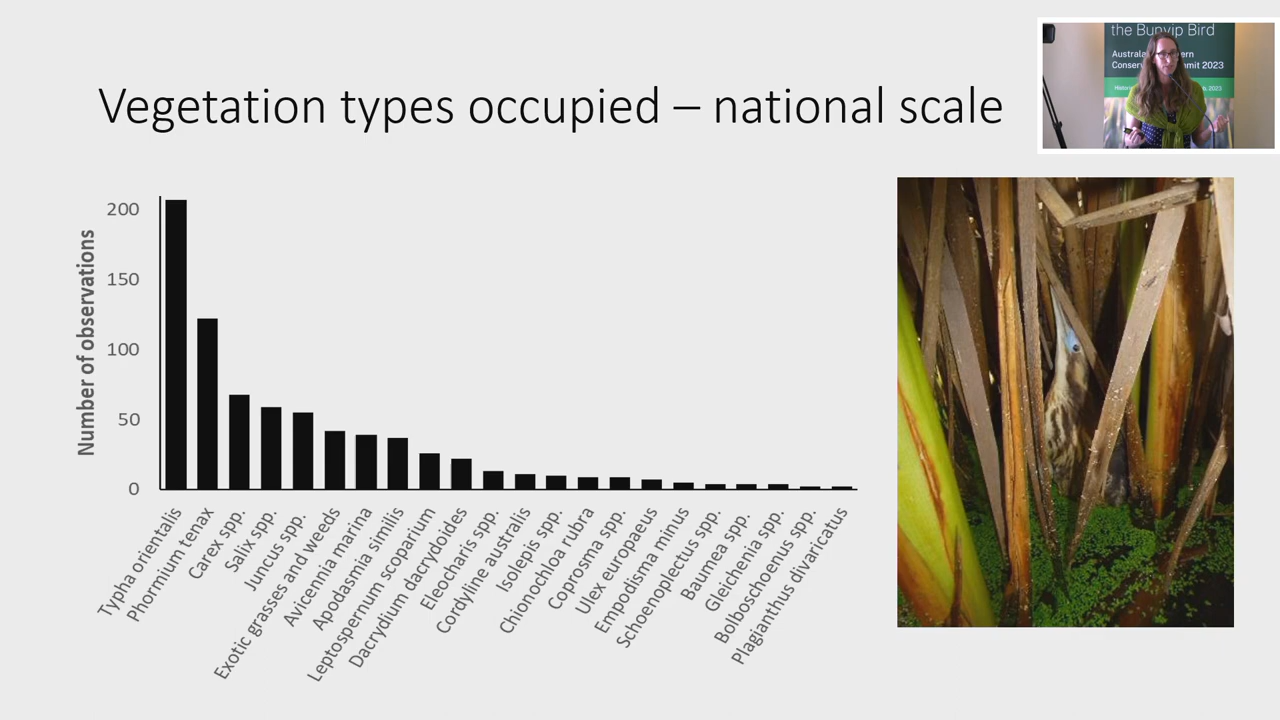 the Bunyip Bird
Conser
mmit 2023
Vegetation types occupied – national scale
Number of observations
200
150
100
50
0
Typha orientalis
Phormium tenax
Carex spp.
Salix spp.
Juncus spp.
Exotic grasses and weeds
Avicennia marina
Apodasmia similis
Leptospernum scoparium
Dacrydium dacrydoides
Eleocharis spp.
Cordyline australis
Isolepis spp.
Chionochloa rubra
Coprosma spp.
Ulex europaeus
Empodisma minus
Schoenoplectus spp.
Baumea spp.
Gleichenia spp.
Bolboschoenus spp.
Plagianthus divaricatus